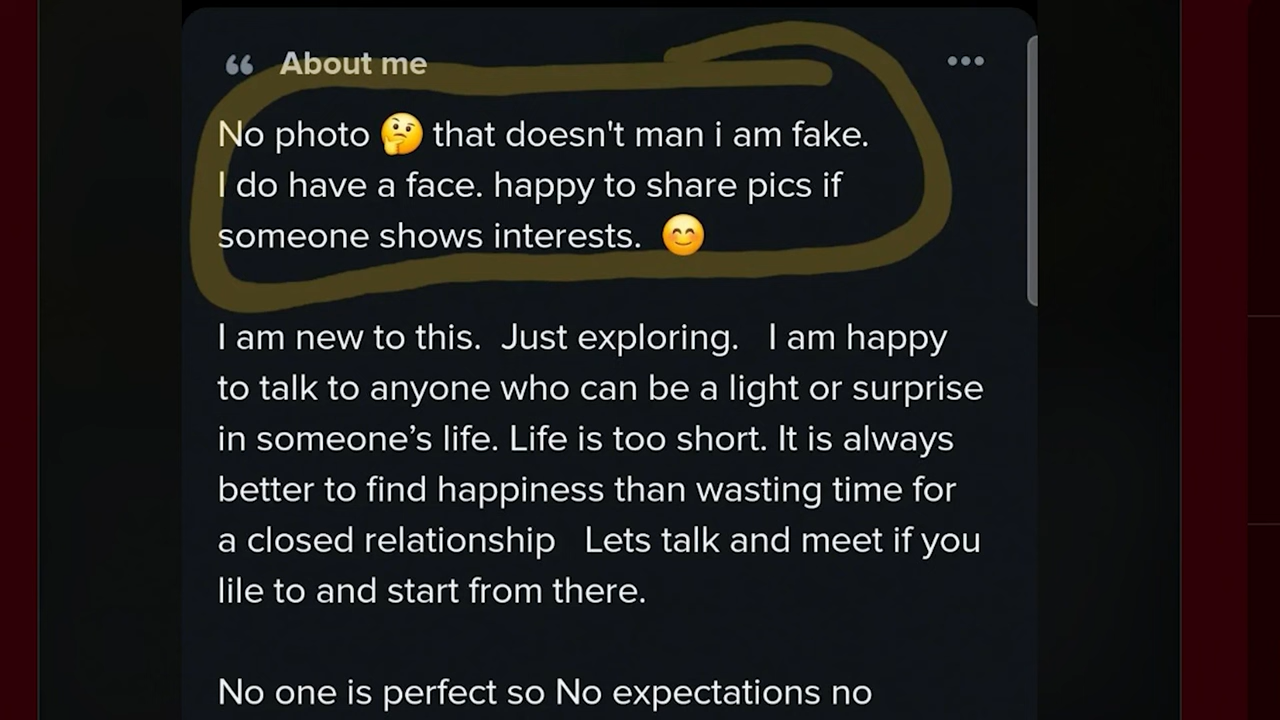 “ About me
No photo 🤔 that doesn't man i am fake.
I do have a face. happy to share pics if
someone shows interests. 😊
I am new to this. Just exploring. I am happy
to talk to anyone who can be a light or surprise
in someone’s life. Life is too short. It is always
better to find happiness than wasting time for
a closed relationship Lets talk and meet if you
lile to and start from there.
No one is perfect so No expectations no